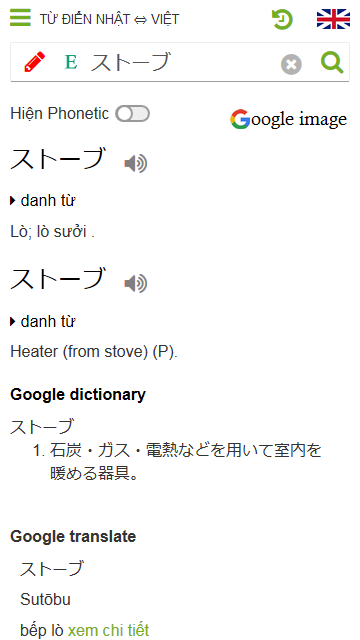 TỪ ĐIỂN NHẬT ⇔ VIỆT
E ストーブ
Hiện Phonetic
Google image
ストーブ
danh từ
Lò; lò sưởi .
ストーブ
danh từ
Heater (from stove) (P).
Google dictionary
ストーブ
1. 石炭・ガス・電熱などを用いて室内を
暖める器具。
Google translate
ストーブ
Sutōbu
bếp lò xem chi tiết